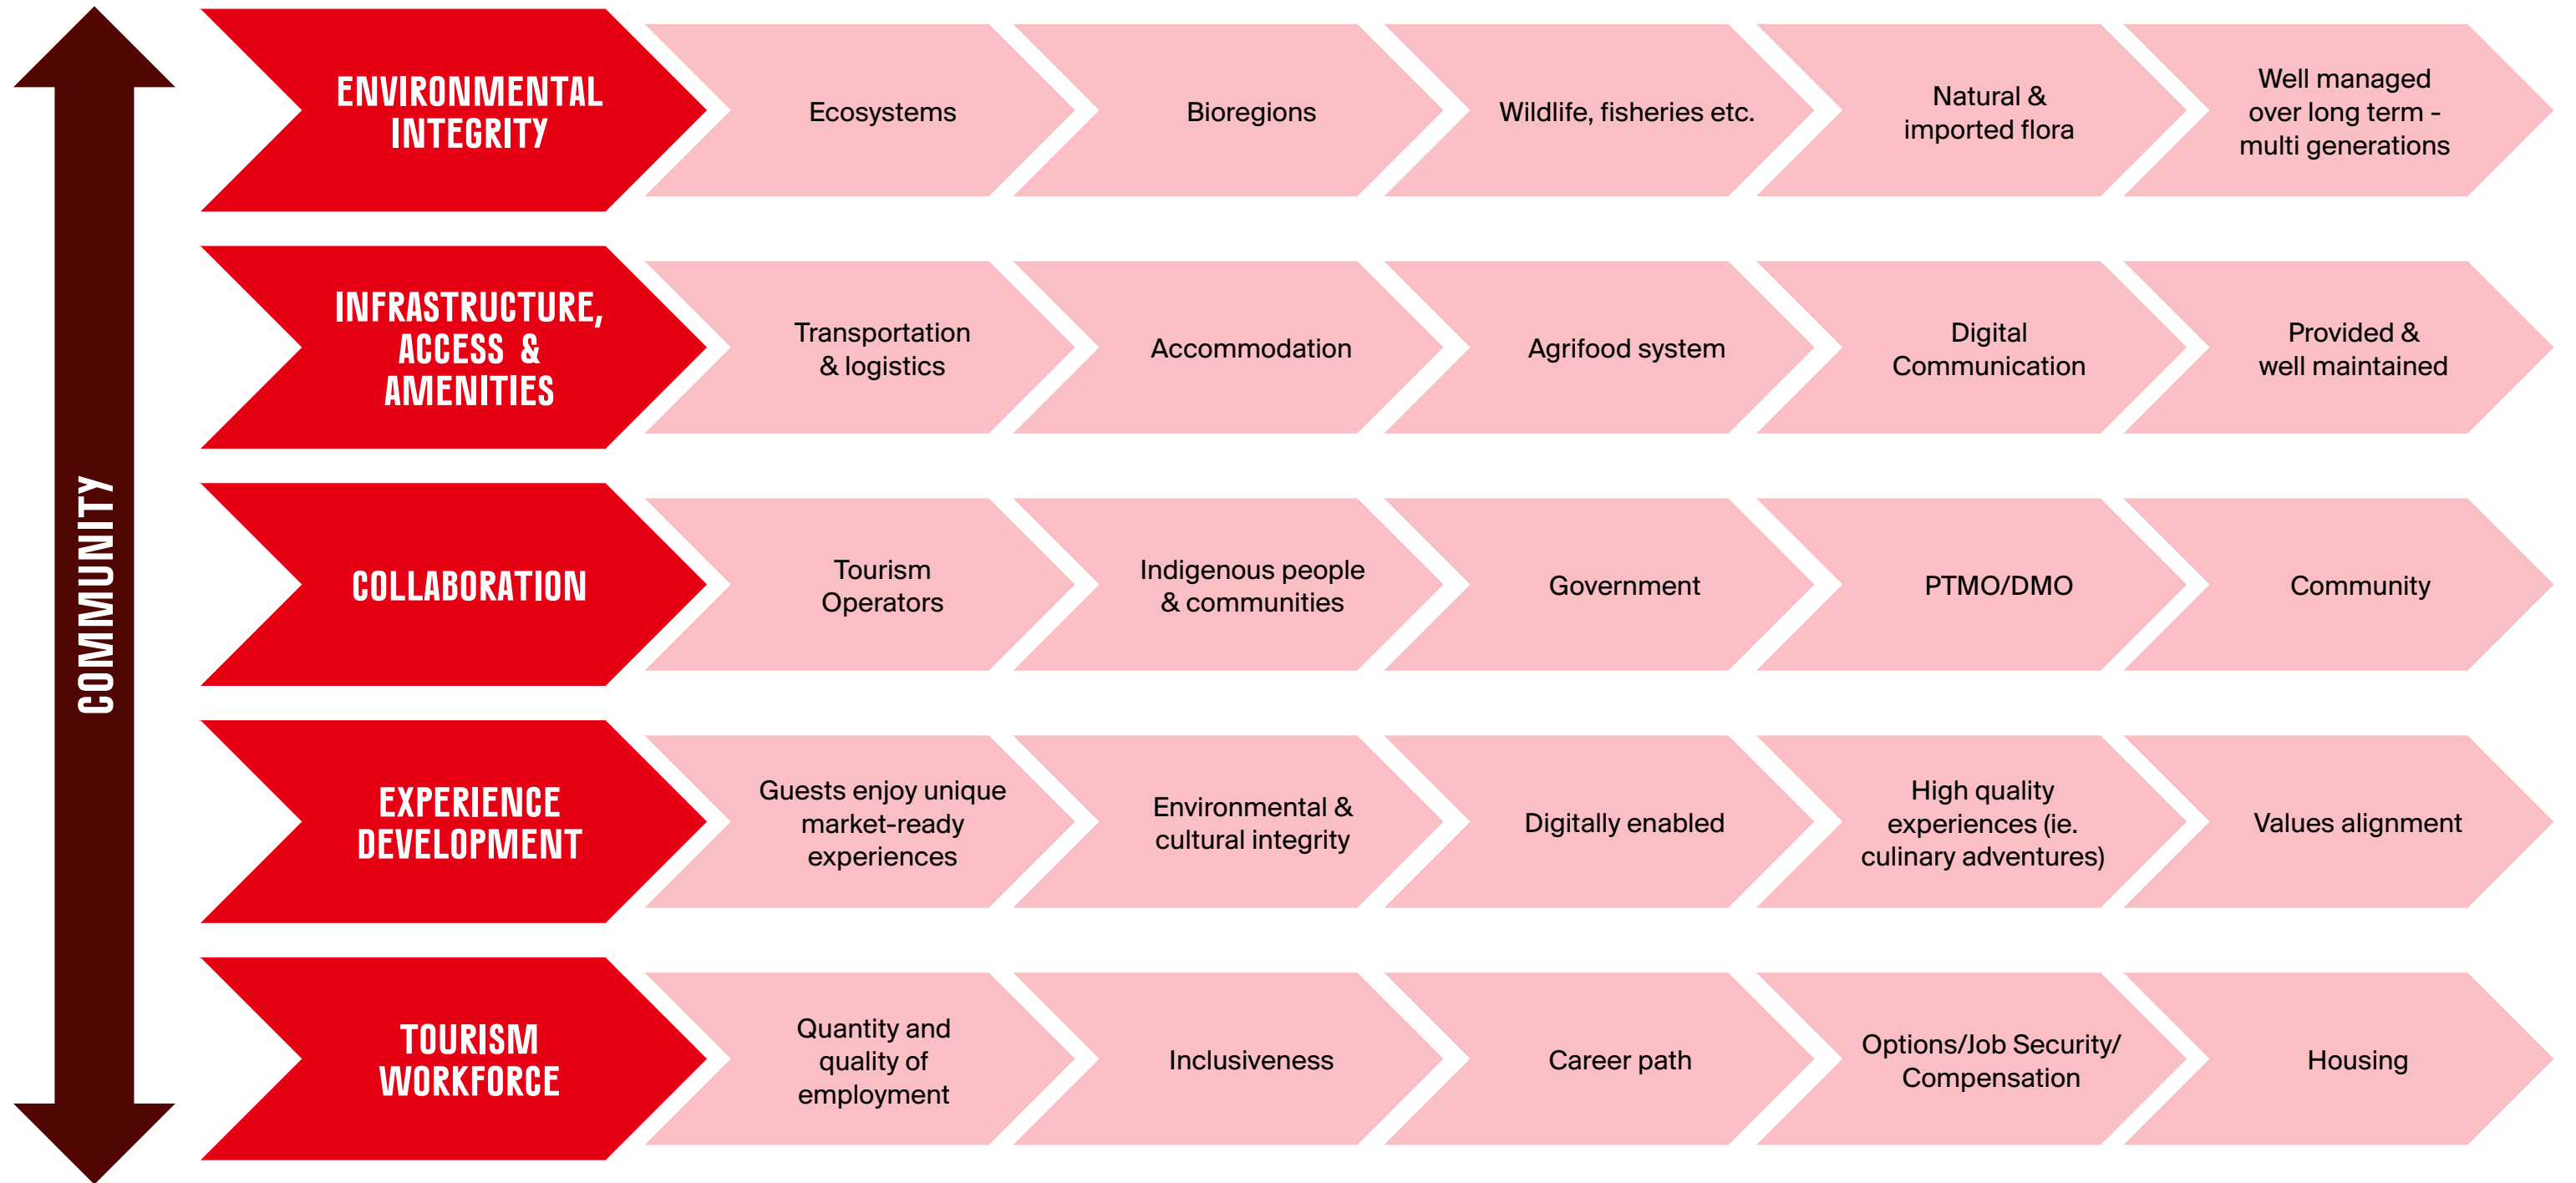 COMMUNITY
ENVIRONMENTAL
INTEGRITY
Ecosystems
Bioregions
Wildlife, fisheries etc.
Natural &
imported flora
Well managed
over long term -
multi generations
INFRASTRUCTURE,
ACCESS &
AMENITIES
Transportation
& logistics
Accommodation
Agrifood system
Digital
Communication
Provided &
well maintained
COLLABORATION
Tourism
Operators
Indigenous people
& communities
Government
PTMO/DMO
Community
EXPERIENCE
DEVELOPMENT
Guests enjoy unique
market-ready
experiences
Environmental &
cultural integrity
Digitally enabled
High quality
experiences (ie.
culinary adventures)
Values alignment
TOURISM
WORKFORCE
Quantity and
quality of
employment
Inclusiveness
Career path
Options/Job Security/
Compensation
Housing